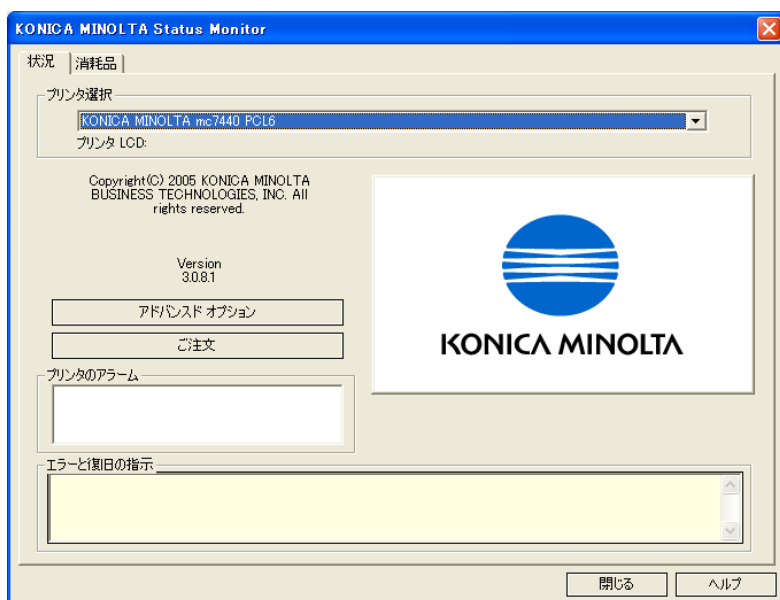 KONICA MINOLTA Status Monitor
状況
消耗品
プリンタ選択
KONICA MINOLTA mc7440 PCL6
プリンタ LCD:
Copyright(C) 2005 KONICA MINOLTA
BUSINESS TECHNOLOGIES, INC. All
rights reserved.
Version
3.0.8.1
アドバンスド オプション
ご注文
KONICA MINOLTA
プリンタのアラーム
エラーと復旧の指示
閉じる
ヘルプ